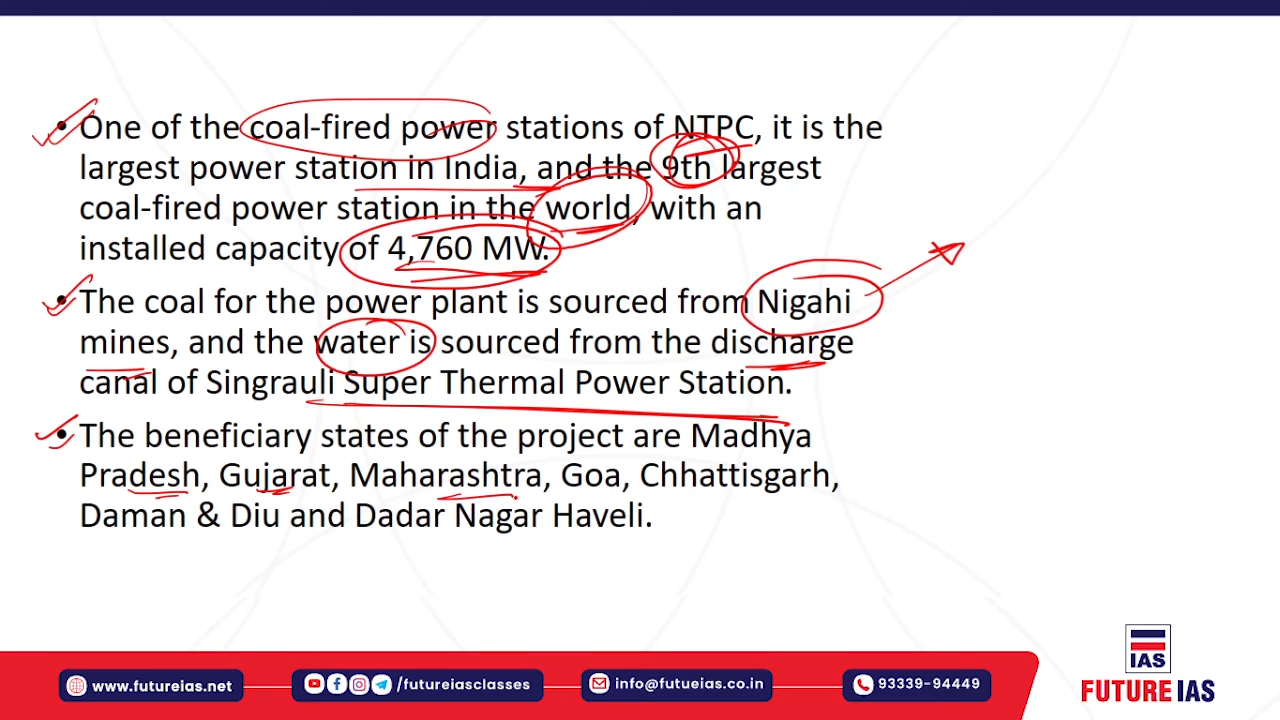 • One of the coal-fired power stations of NTPC, it is the
largest power station in India, and the 9th largest
coal-fired power station in the world, with an
installed capacity of 4,760 MW.
• The coal for the power plant is sourced from Nigahi
mines, and the water is sourced from the discharge
canal of Singrauli Super Thermal Power Station.
• The beneficiary states of the project are Madhya
Pradesh, Gujarat, Maharashtra, Goa, Chhattisgarh,
Daman & Diu and Dadar Nagar Haveli.
www.futureias.net
/futureiasclasses
info@futueias.co.in
93339-94449
IAS
FUTURE IAS